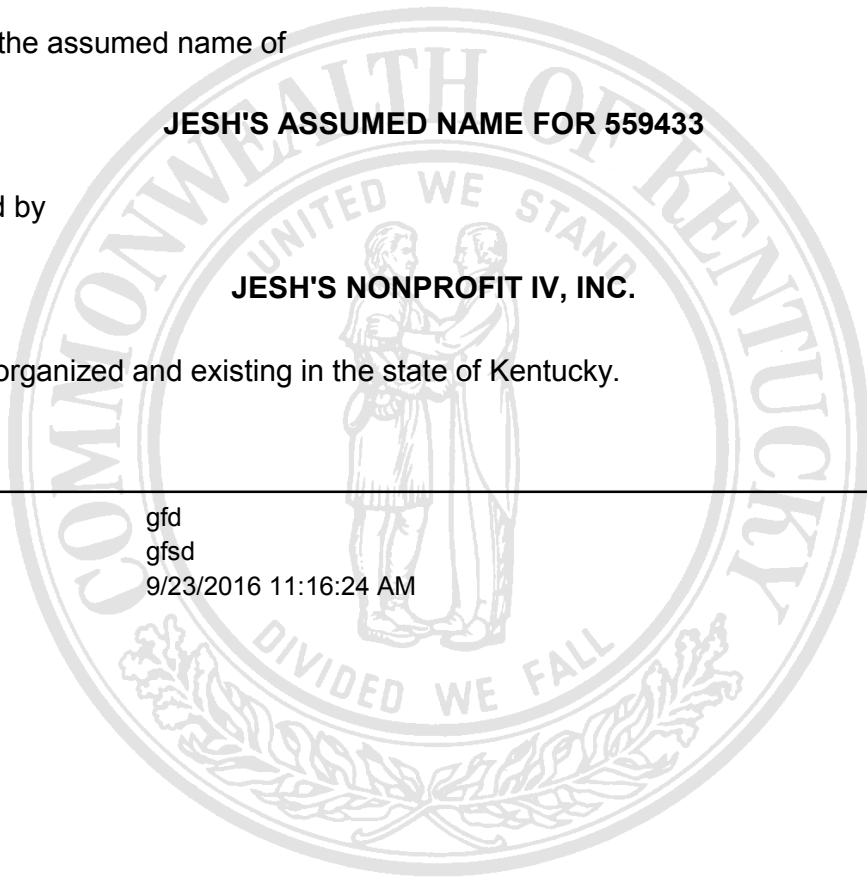 the assumed name of
JESH'S ASSUMED NAME FOR 559433
d by
JESH'S NONPROFIT IV, INC.
organized and existing in the state of Kentucky.
gfd
gfsd
9/23/2016 11:16:24 AM
COMMONWEALTH OF KENTUCKY
UNITED WE STAND
DIVIDED WE FALL